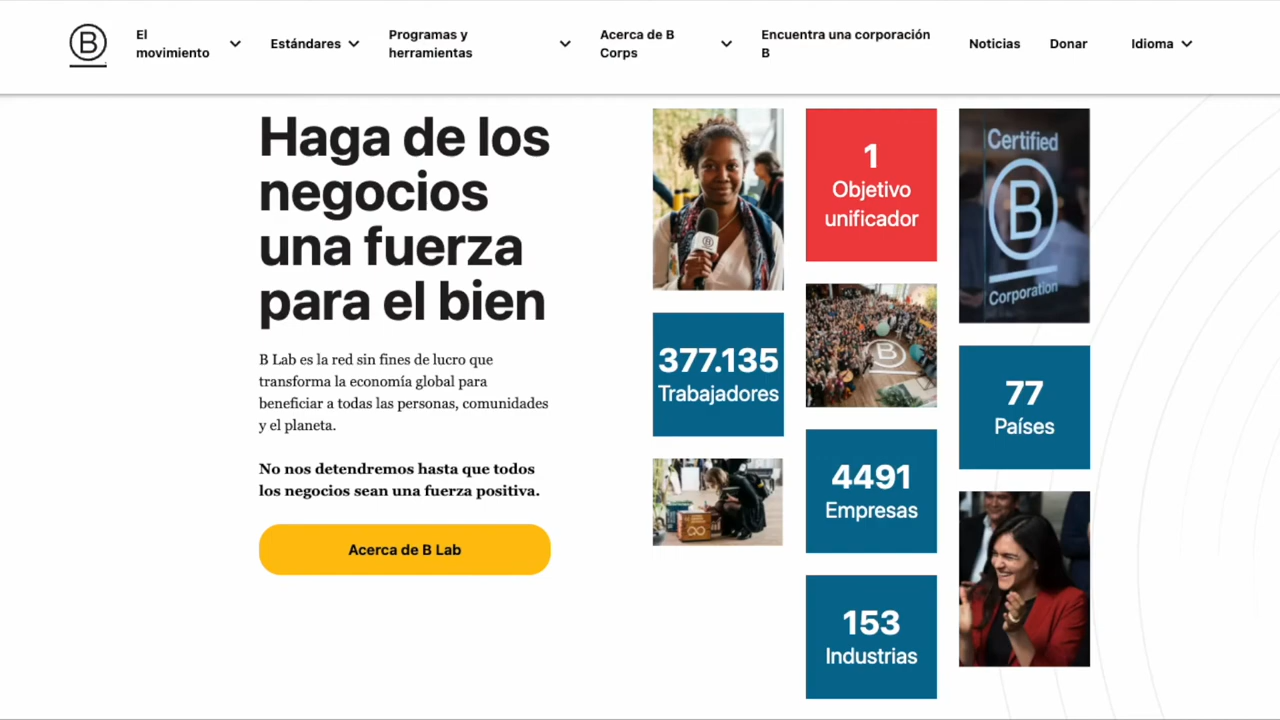 B
El
movimiento
Estándares
Programas y
herramientas
Acerca de B
Corps
Encuentra una corporación
B
Noticias
Donar
Idioma
Haga de los
negocios
una fuerza
para el bien
B Lab es la red sin fines de lucro que
transforma la economía global para
beneficiar a todas las personas, comunidades
y el planeta.
No nos detendremos hasta que todos
los negocios sean una fuerza positiva.
Acerca de B Lab
B
377.135
Trabajadores
1
Objetivo
unificador
B
4491
Empresas
153
Industrias
Certified
B
Corporation
77
Países